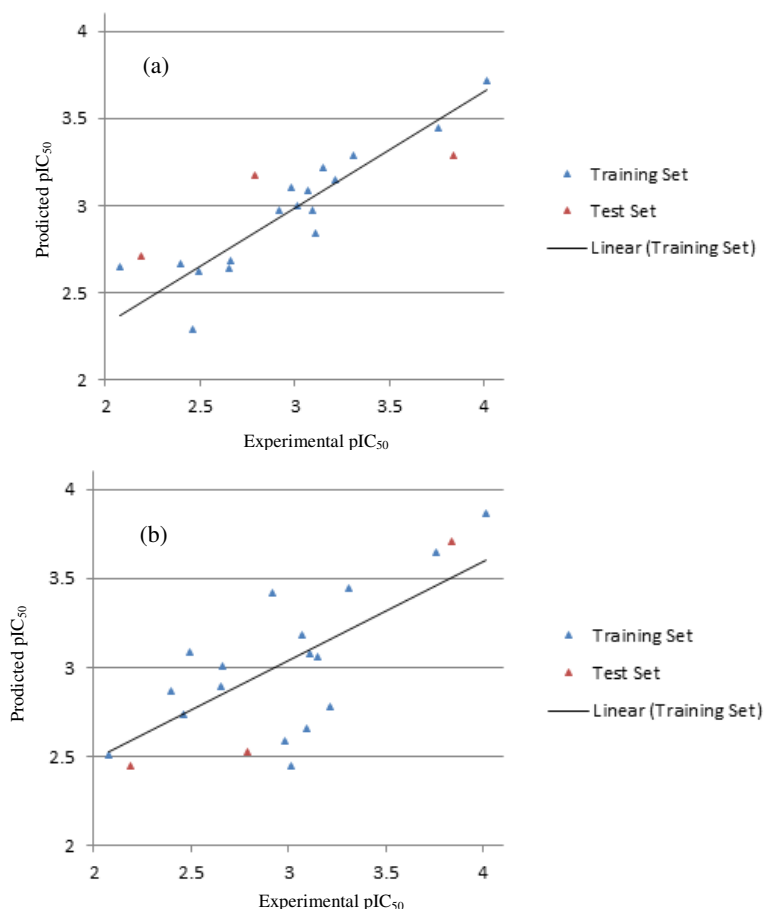 (a)
4
3.5
3
2.5
2
Prodicted pIC₅₀
2 2.5 3 3.5 4
Experimental pIC₅₀
Training Set
Test Set
Linear (Training Set)
(b)
4
3.5
3
2.5
2
Prodicted pIC₅₀
2 2.5 3 3.5 4
Experimental pIC₅₀
Training Set
Test Set
Linear (Training Set)